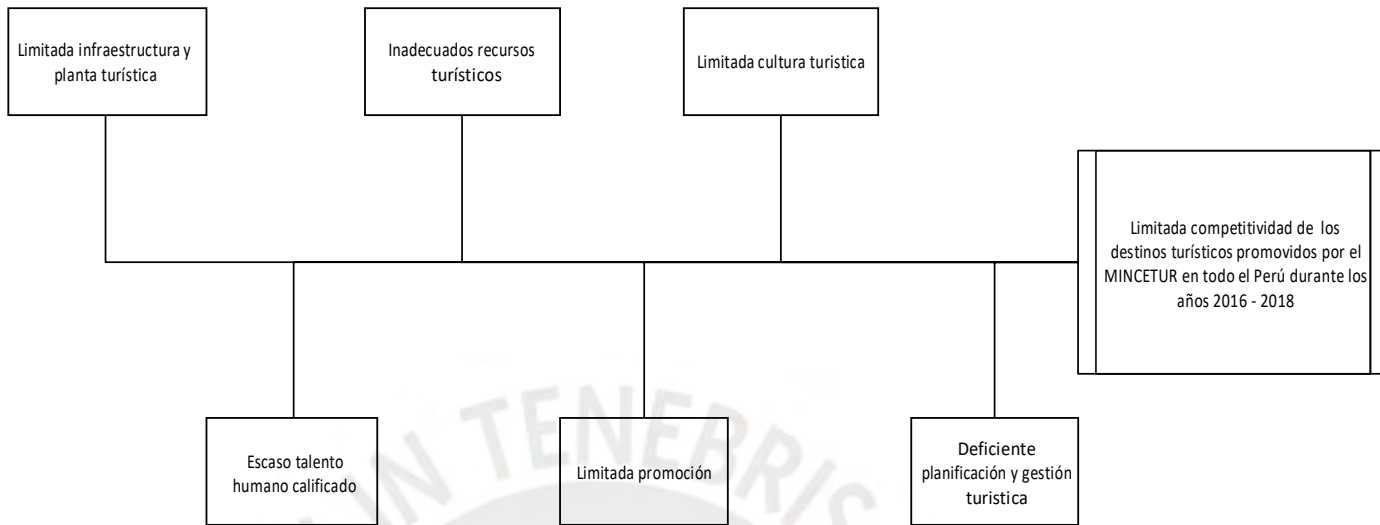 Limitada infraestructura y
planta turística
Inadecuados recursos
turísticos
Limitada cultura turistica
Limitada competitividad de los
destinos turísticos promovidos por el
MINCETUR en todo el Perú durante los
años 2016 - 2018
Escaso talento
humano calificado
Limitada promoción
Deficiente
planificación y gestión
turistica
IN TENEBRIS